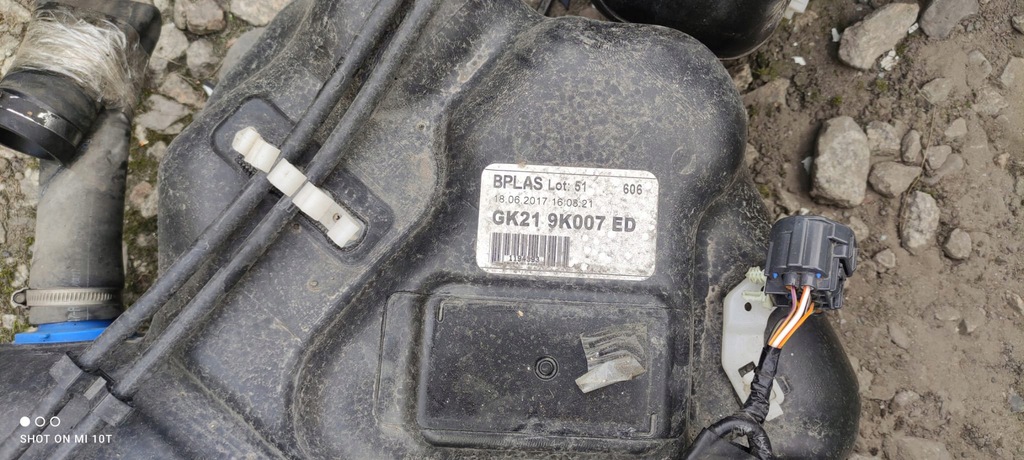 BPLAS Lot: 51 606
18.06 2017 16:08:21
GK21 9K007 ED
SHOT ON MI 10T